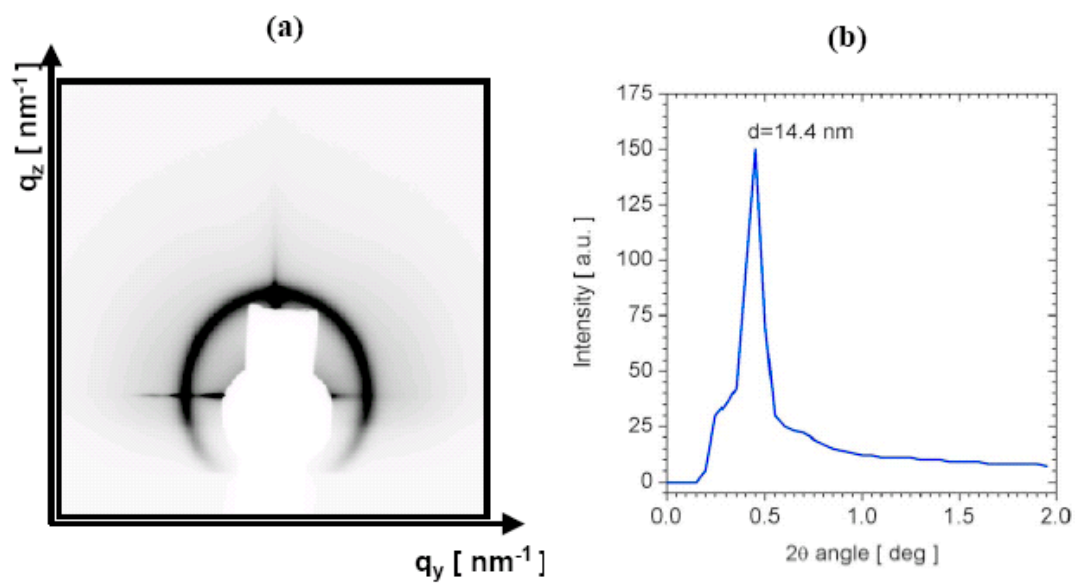 (a)
q_z [ nm⁻¹ ]
q_y [ nm⁻¹ ]
(b)
175
150
125
100
75
50
25
0
Intensity [ a.u. ]
d=14.4 nm
0.0 0.5 1.0 1.5 2.0
2θ angle [ deg ]